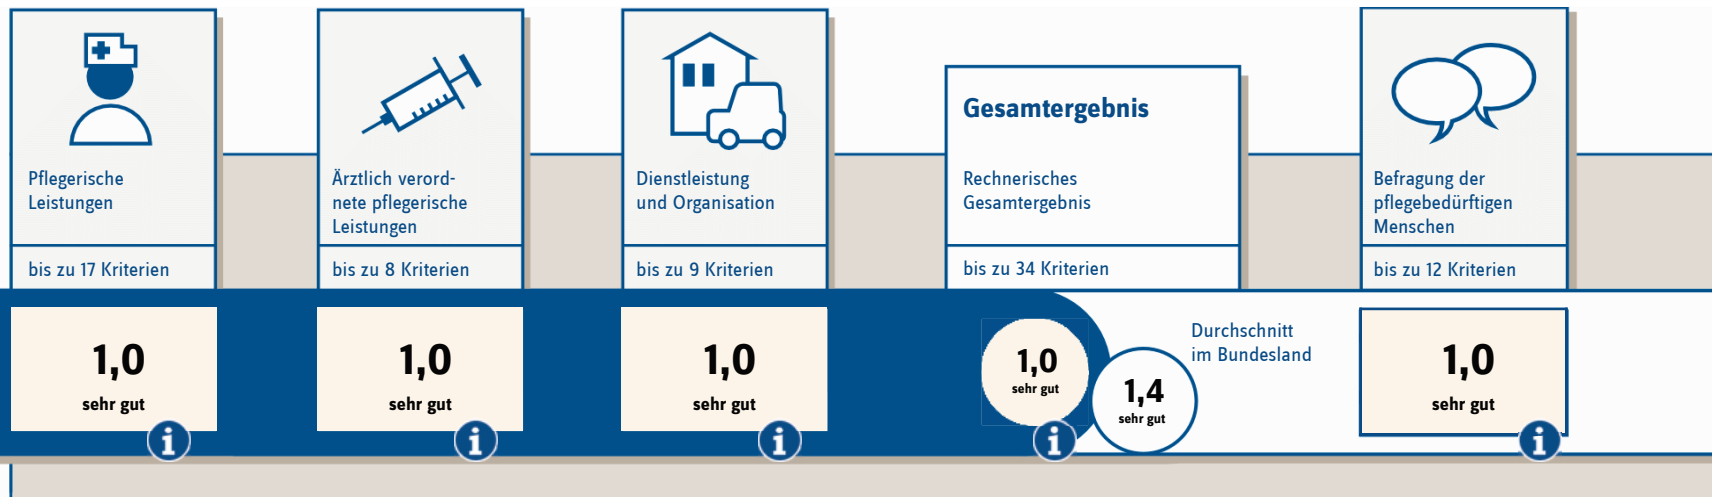 Pflegerische
Leistungen
bis zu 17 Kriterien
1,0
sehr gut
i
Ärztlich verord-
nete pflegerische
Leistungen
bis zu 8 Kriterien
1,0
sehr gut
i
Dienstleistung
und Organisation
bis zu 9 Kriterien
1,0
sehr gut
i
Gesamtergebnis
Rechnerisches
Gesamtergebnis
bis zu 34 Kriterien
1,0
sehr gut
i
1,4
sehr gut
Durchschnitt
im Bundesland
Befragung der
pflegebedürftigen
Menschen
bis zu 12 Kriterien
1,0
sehr gut
i